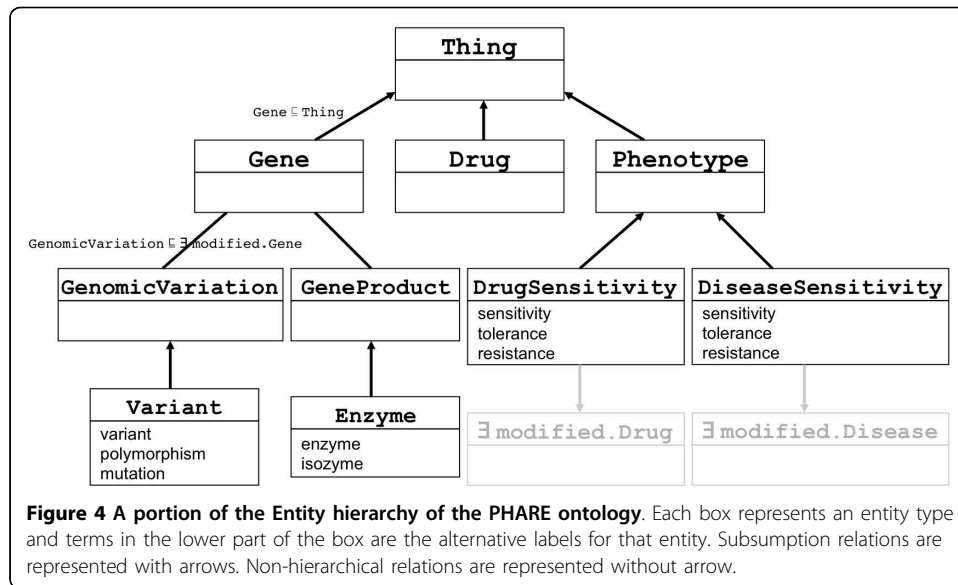 Thing
Gene ⊑ Thing
Gene
Drug
Phenotype
GenomicVariation ⊑ ∃ modified.Gene
GenomicVariation
GeneProduct
DrugSensitivity
sensitivity
tolerance
resistance
DiseaseSensitivity
sensitivity
tolerance
resistance
Variant
variant
polymorphism
mutation
Enzyme
enzyme
isozyme
∃ modified.Drug
∃ modified.Disease
Figure 4 A portion of the Entity hierarchy of the PHARE ontology. Each box represents an entity type
and terms in the lower part of the box are the alternative labels for that entity. Subsumption relations are
represented with arrows. Non-hierarchical relations are represented without arrow.